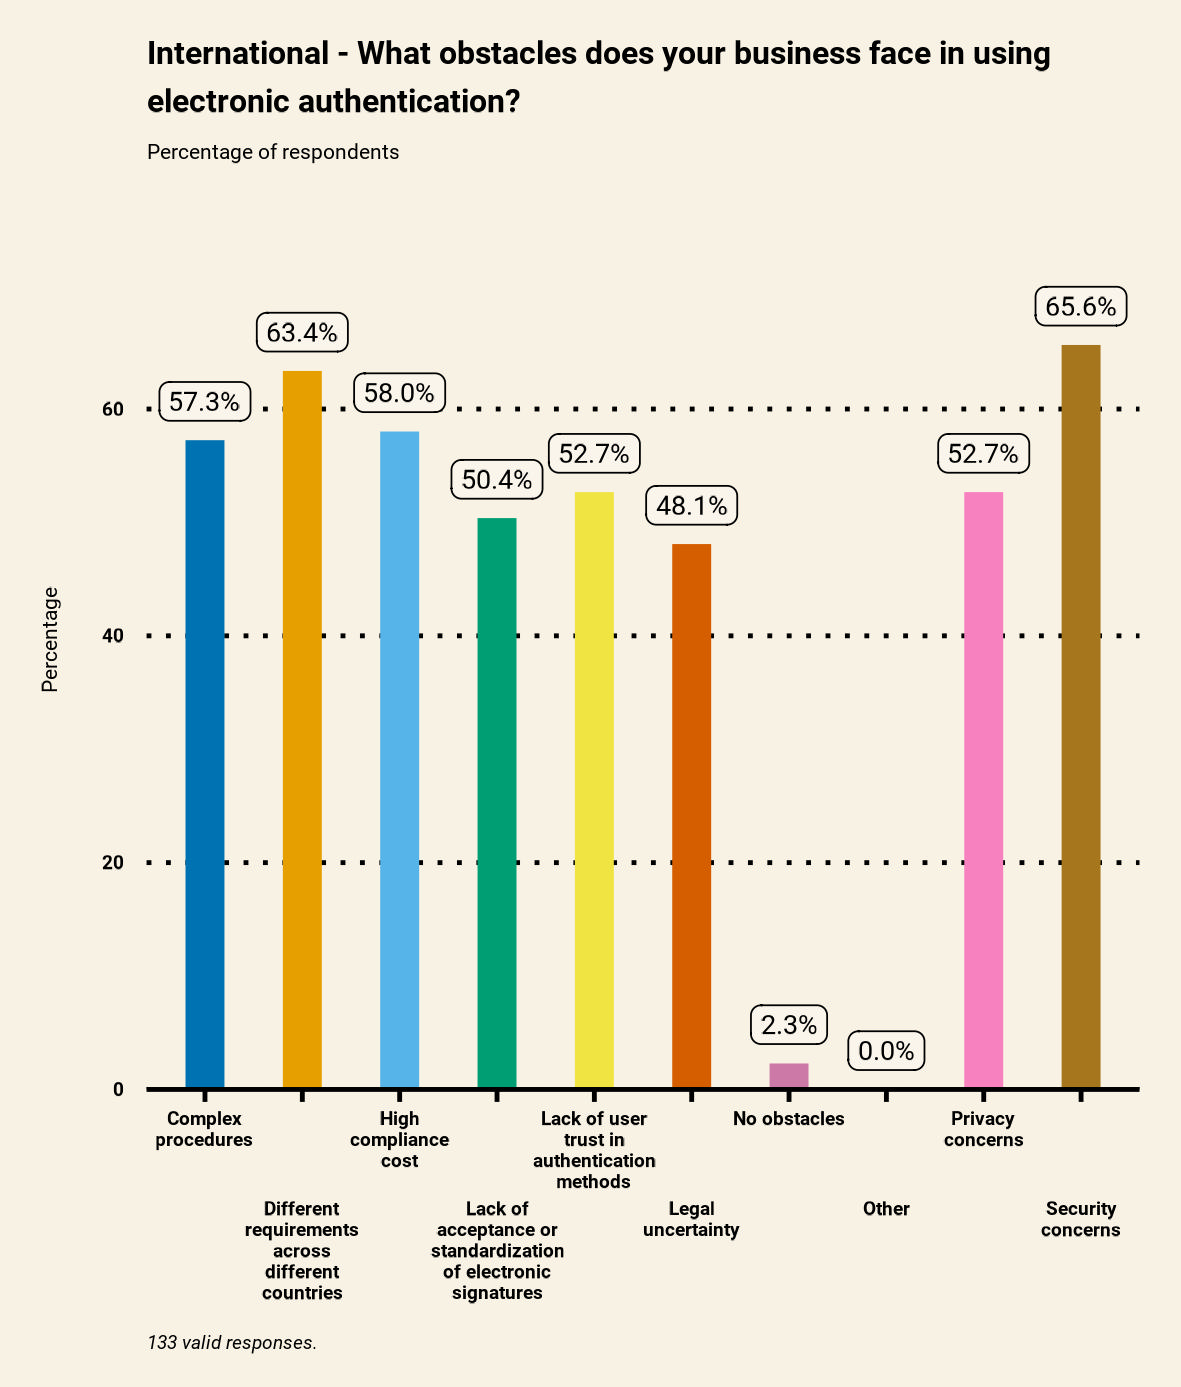 International - What obstacles does your business face in using
electronic authentication?
Percentage of respondents
65.6%
63.4%
57.3%
58.0%
52.7%
52.7%
50.4%
48.1%
2.3%
0.0%
Percentage
60
40
20
0
Complex
procedures
High
compliance
cost
Lack of user
trust in
authentication
methods
No obstacles
Privacy
concerns
Different
requirements
across
different
countries
Lack of
acceptance or
standardization
of electronic
signatures
Legal
uncertainty
Other
Security
concerns
133 valid responses.